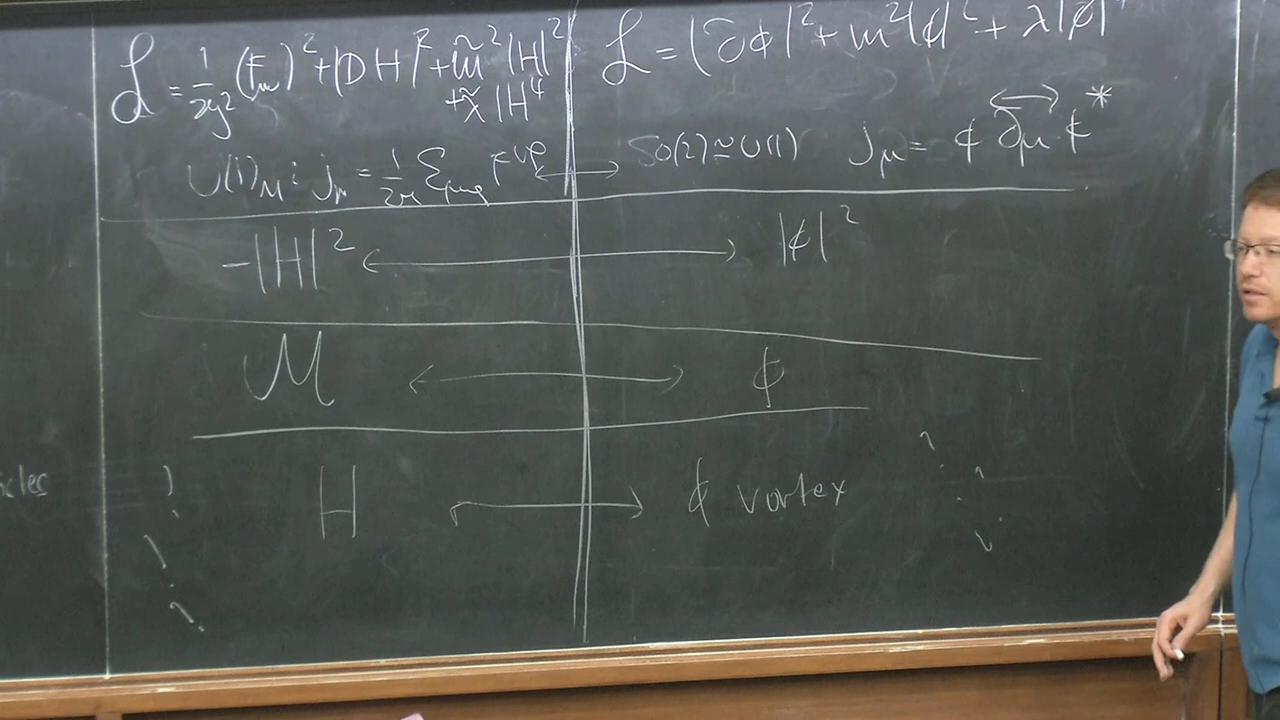 ℒ = 1/2g² (F_μν)² + |DH|² + m̃²|H|² + λ̃|H|⁴
ℒ = |∂ϕ|² + m²|ϕ|² + λ|ϕ|⁴
U(1)_M : j_μ = 1/2π ε_μνρ F^νρ ⟷ SO(2) ≃ U(1) j_μ = ϕ ∂↔_μ ϕ*
-|H|² ⟷ |ϕ|²
M ⟷ ϕ
H ⟷ ϕ vortex
icles